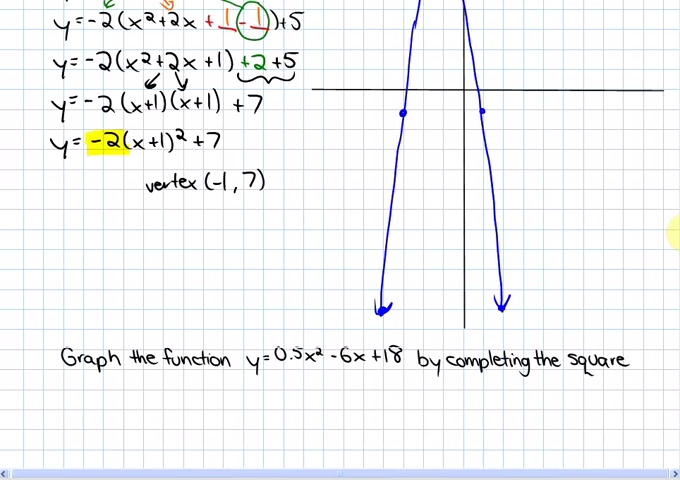 y=-2(x²+2x+1-1)+5
y=-2(x²+2x+1)+2+5
y=-2(x+1)(x+1)+7
y=-2(x+1)²+7
vertex (-1,7)
Graph the function y=0.5x²-6x+18 by completing the square